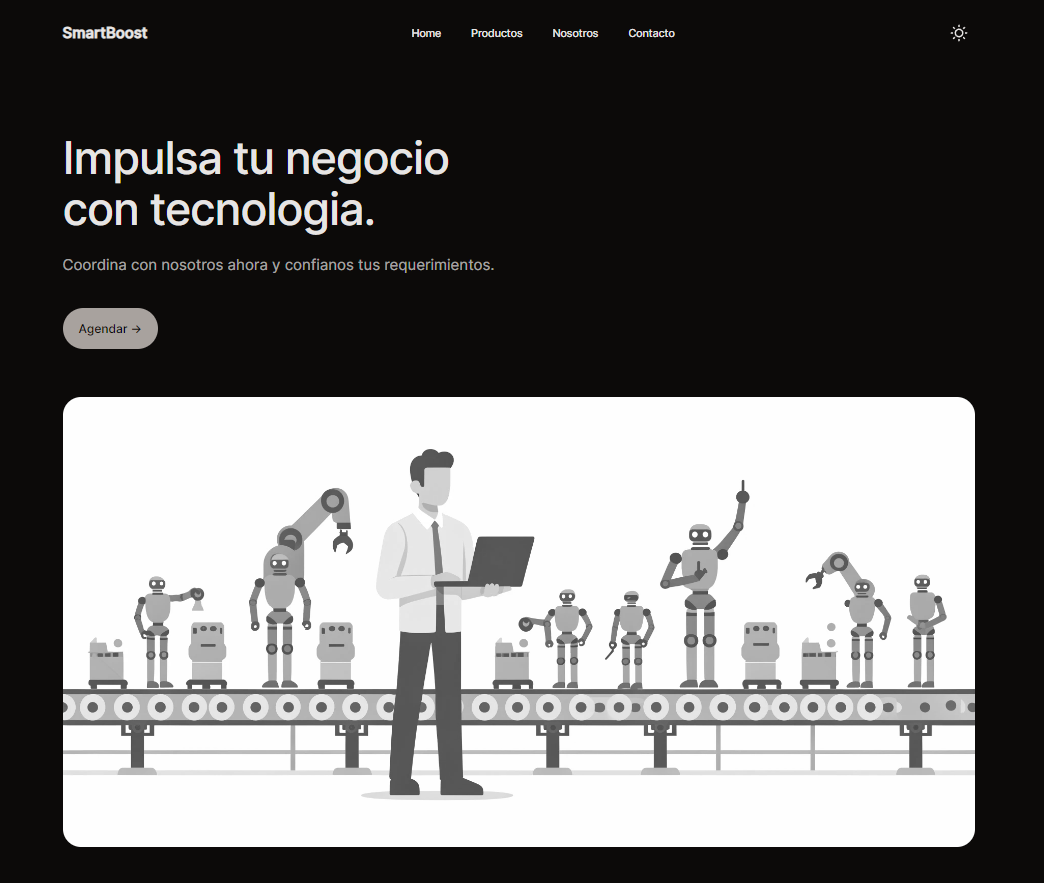 SmartBoost
Home Productos Nosotros Contacto
Impulsa tu negocio
con tecnologia.
Coordina con nosotros ahora y confianos tus requerimientos.
Agendar →